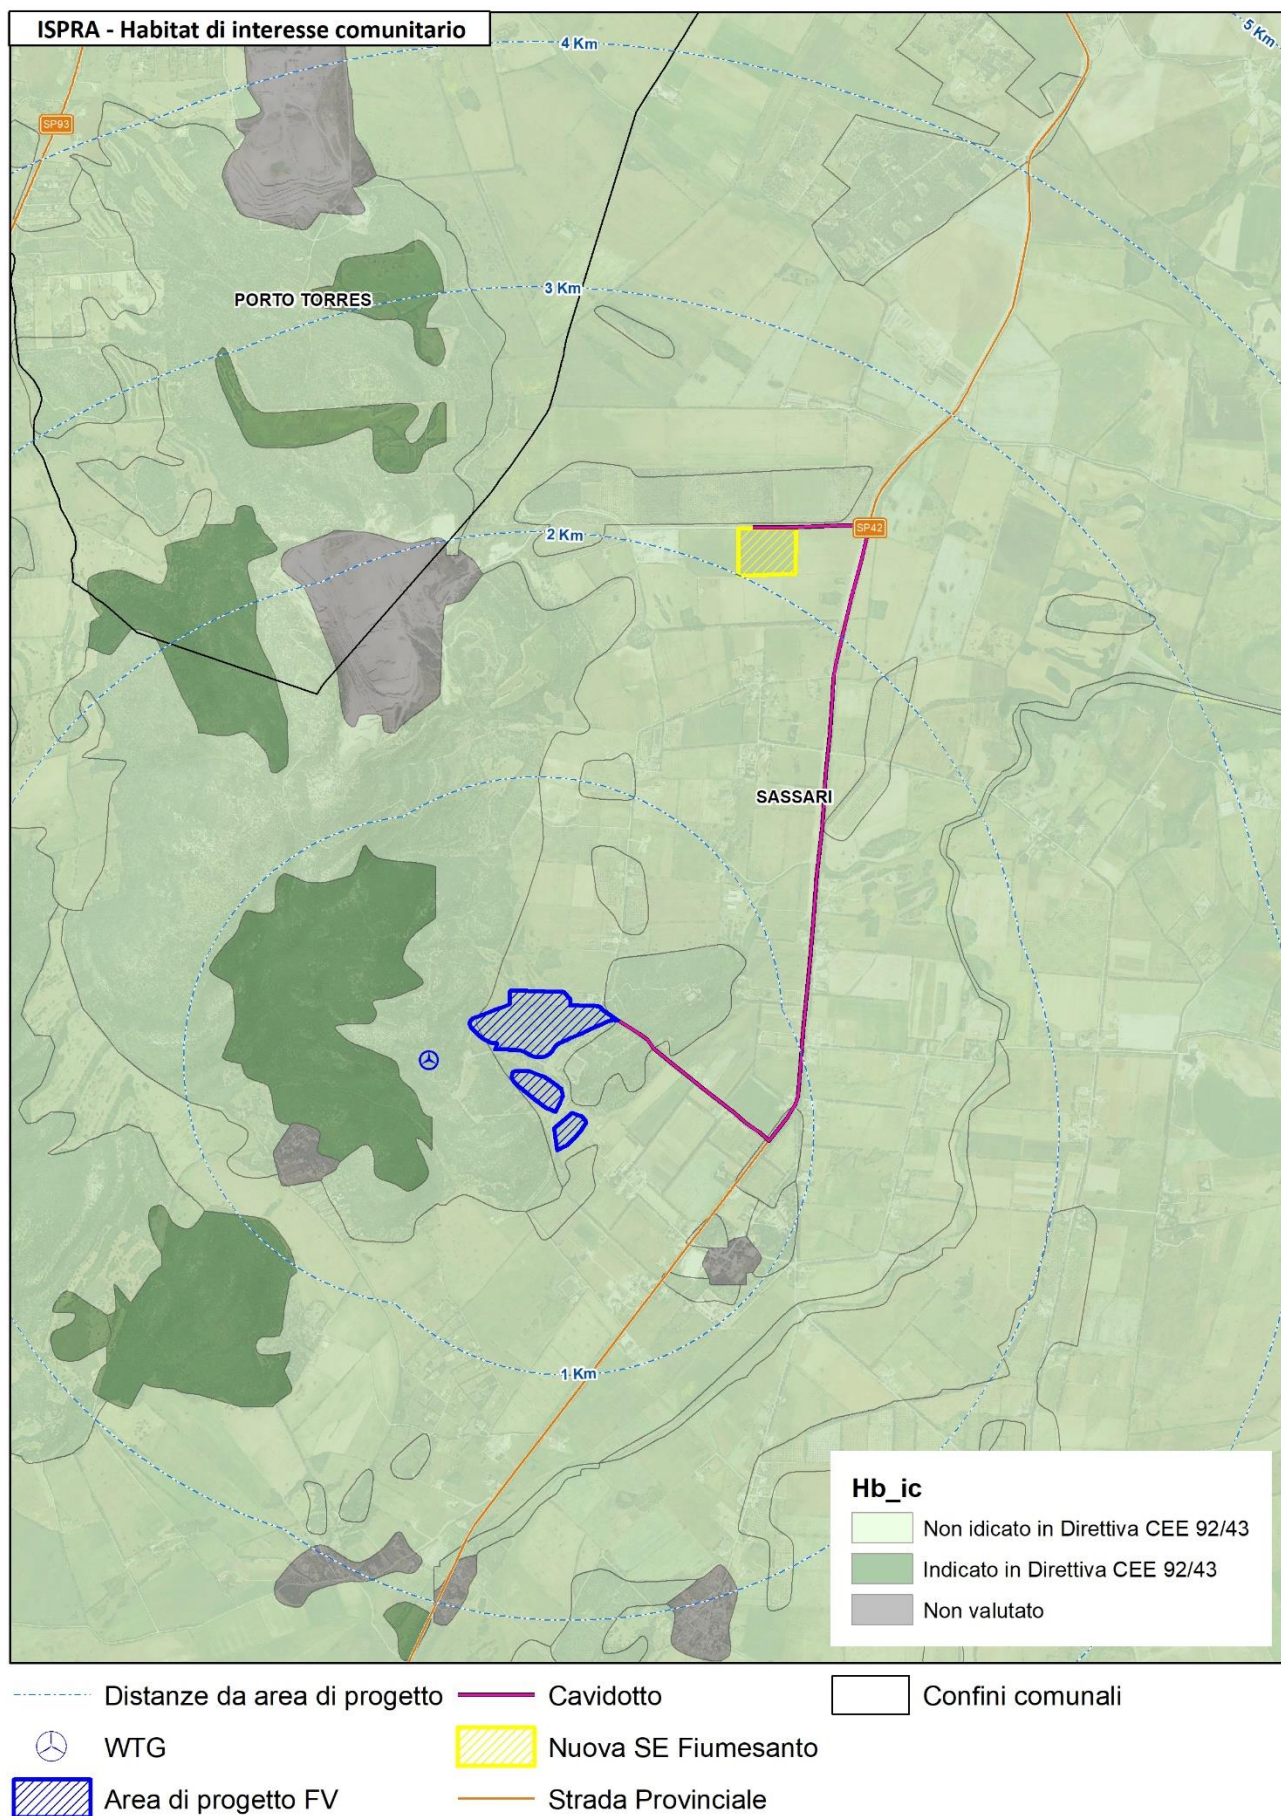 ISPRA - Habitat di interesse comunitario
4 Km
5 Km
SP93
3 Km
PORTO TORRES
2 Km
SP42
SASSARI
1 Km
Hb_ic
Non idicato in Direttiva CEE 92/43
Indicato in Direttiva CEE 92/43
Non valutato
Distanze da area di progetto
Cavidotto
Confini comunali
WTG
Nuova SE Fiumesanto
Area di progetto FV
Strada Provinciale